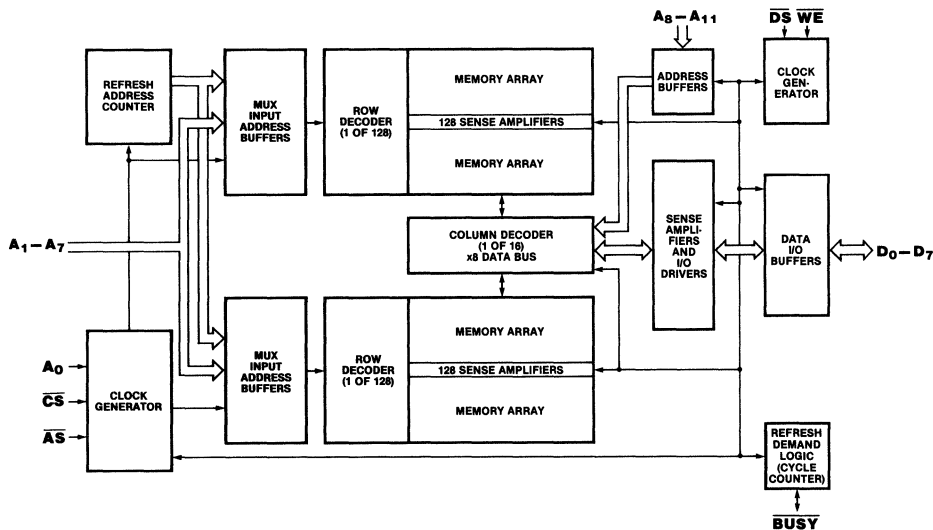 A8–A11
DS WE
REFRESH
ADDRESS
COUNTER
MUX
INPUT
ADDRESS
BUFFERS
ROW
DECODER
(1 OF 128)
MEMORY ARRAY
128 SENSE AMPLIFIERS
MEMORY ARRAY
ADDRESS
BUFFERS
CLOCK
GEN-
ERATOR
A1–A7
COLUMN DECODER
(1 OF 16)
x8 DATA BUS
SENSE
AMPLI-
FIERS
AND
I/O
DRIVERS
DATA
I/O
BUFFERS
D0–D7
A0
CS
AS
CLOCK
GENERATOR
MUX
INPUT
ADDRESS
BUFFERS
ROW
DECODER
(1 OF 128)
MEMORY ARRAY
128 SENSE AMPLIFIERS
MEMORY ARRAY
REFRESH
DEMAND
LOGIC
(CYCLE
COUNTER)
BUSY